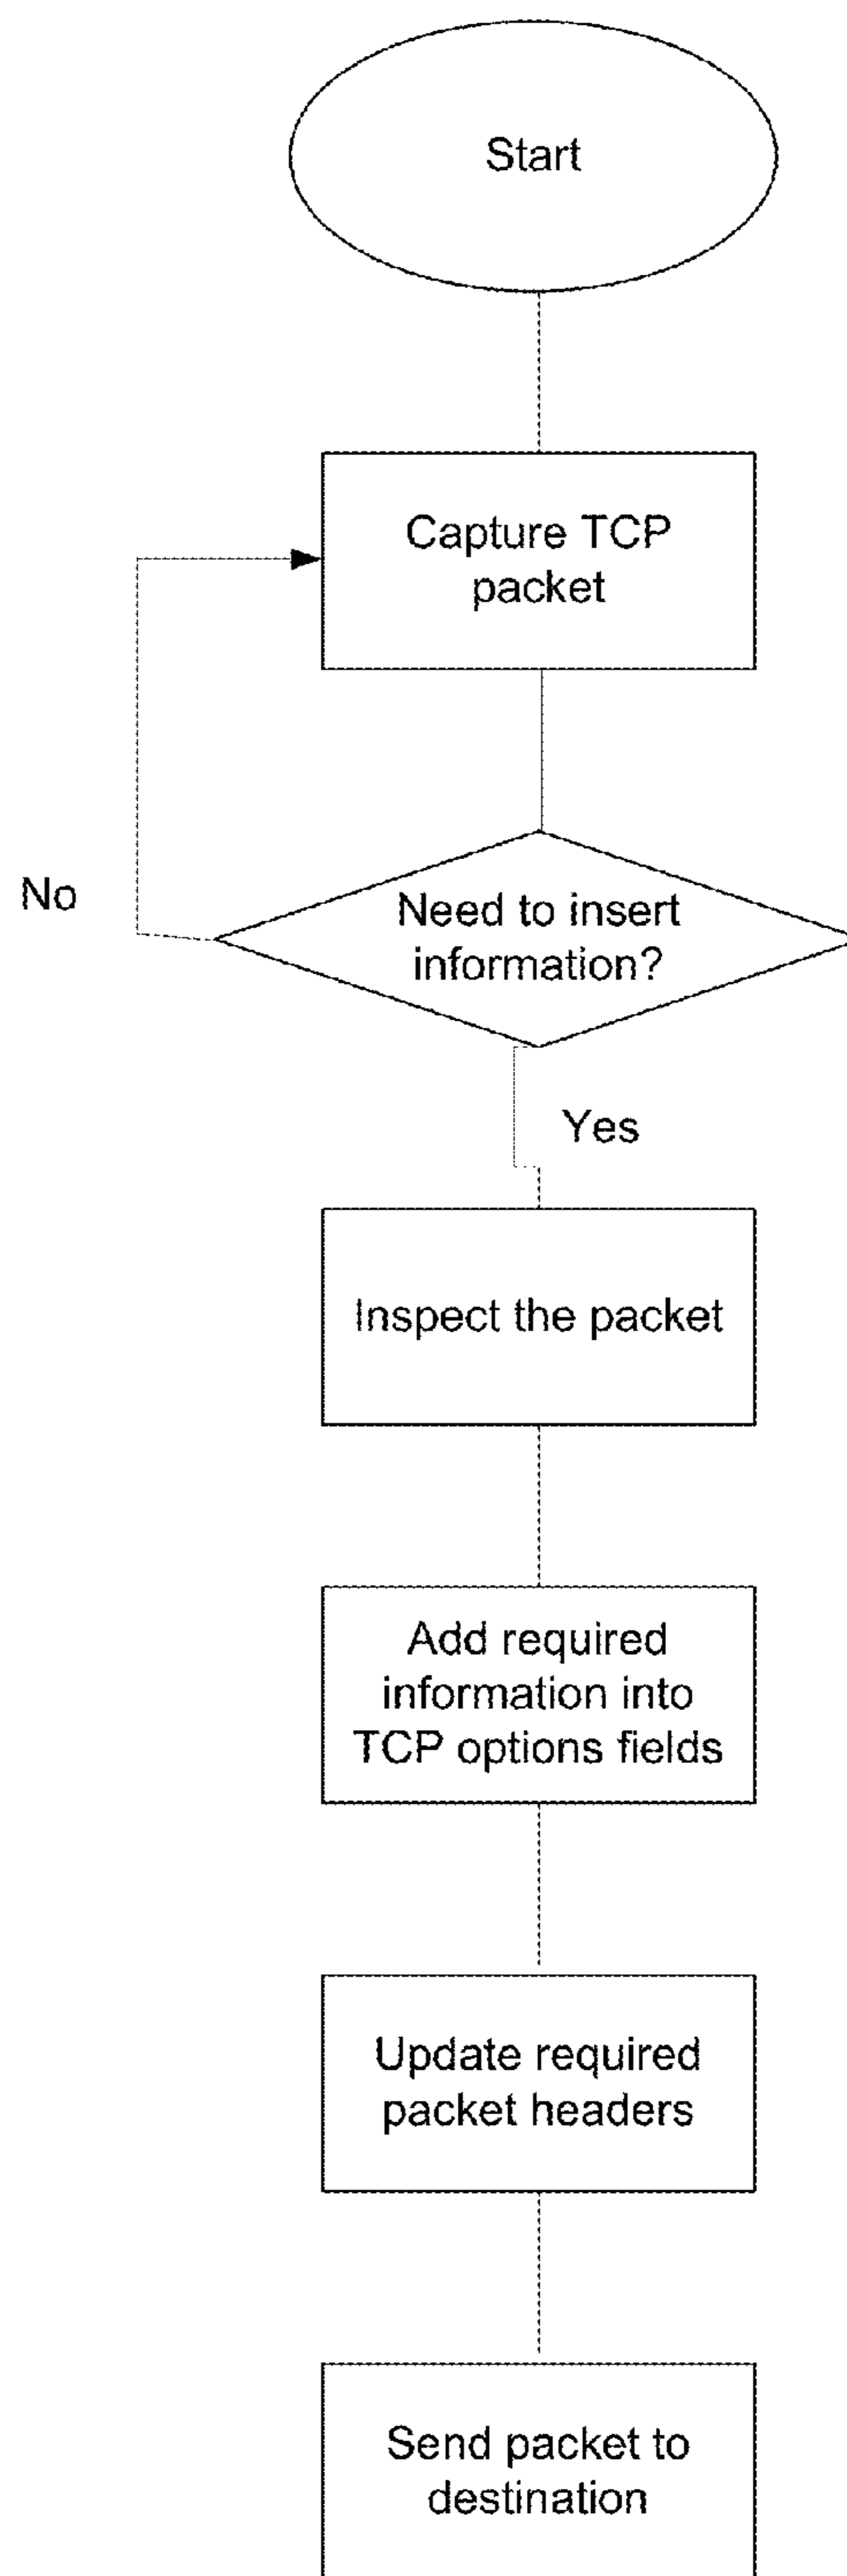 Start
Capture TCP
packet
No
Need to insert
information?
Yes
Inspect the packet
Add required
information into
TCP options fields
Update required
packet headers
Send packet to
destination